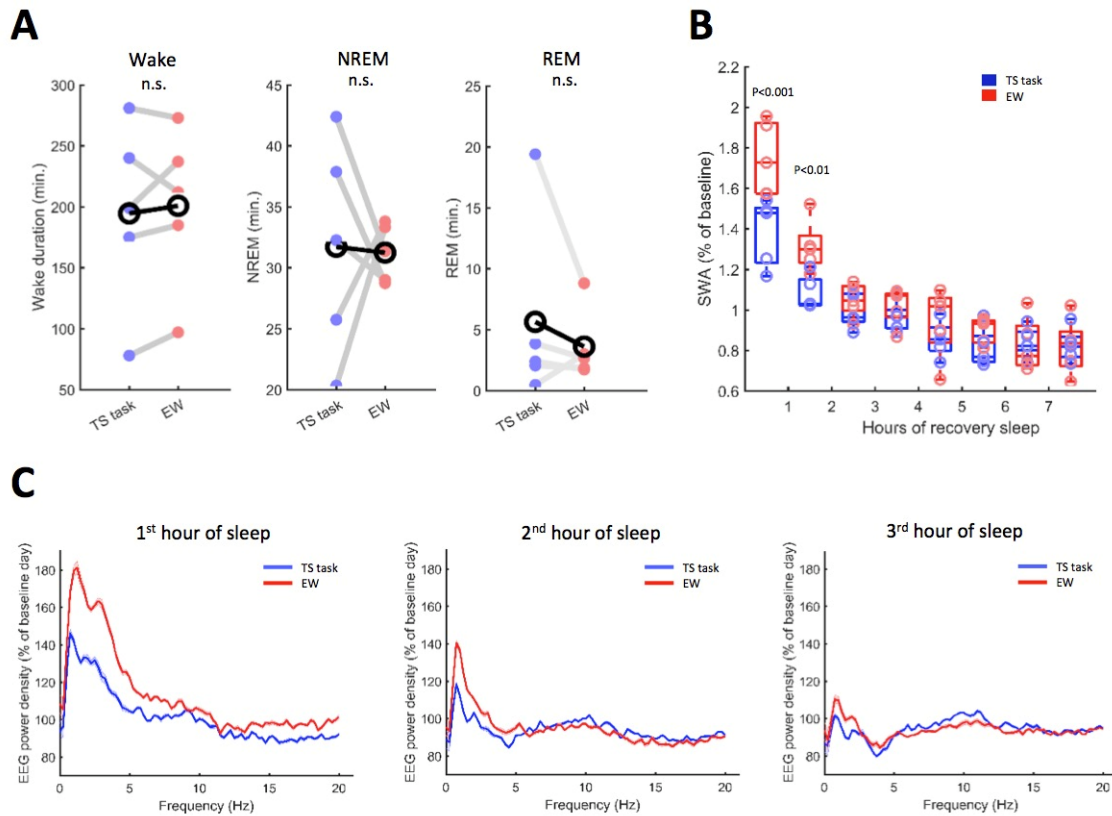 A
Wake
n.s.
Wake duration (min.)
300
250
200
150
100
50
TS task
EW
NREM
n.s.
NREM (min.)
45
40
35
30
25
20
TS task
EW
REM
n.s.
REM (min.)
25
20
15
10
5
0
TS task
EW
B
SWA (% of baseline)
2.2
2
1.8
1.6
1.4
1.2
1
0.8
0.6
P<0.001
P<0.01
TS task
EW
1 2 3 4 5 6 7
Hours of recovery sleep
C
1st hour of sleep
EEG power density (% of baseline day)
180
160
140
120
100
80
TS task
EW
0 5 10 15 20
Frequency (Hz)
2nd hour of sleep
EEG power density (% of baseline day)
180
160
140
120
100
80
TS task
EW
0 5 10 15 20
Frequency (Hz)
3rd hour of sleep
EEG power density (% of baseline day)
180
160
140
120
100
80
TS task
EW
0 5 10 15 20
Frequency (Hz)